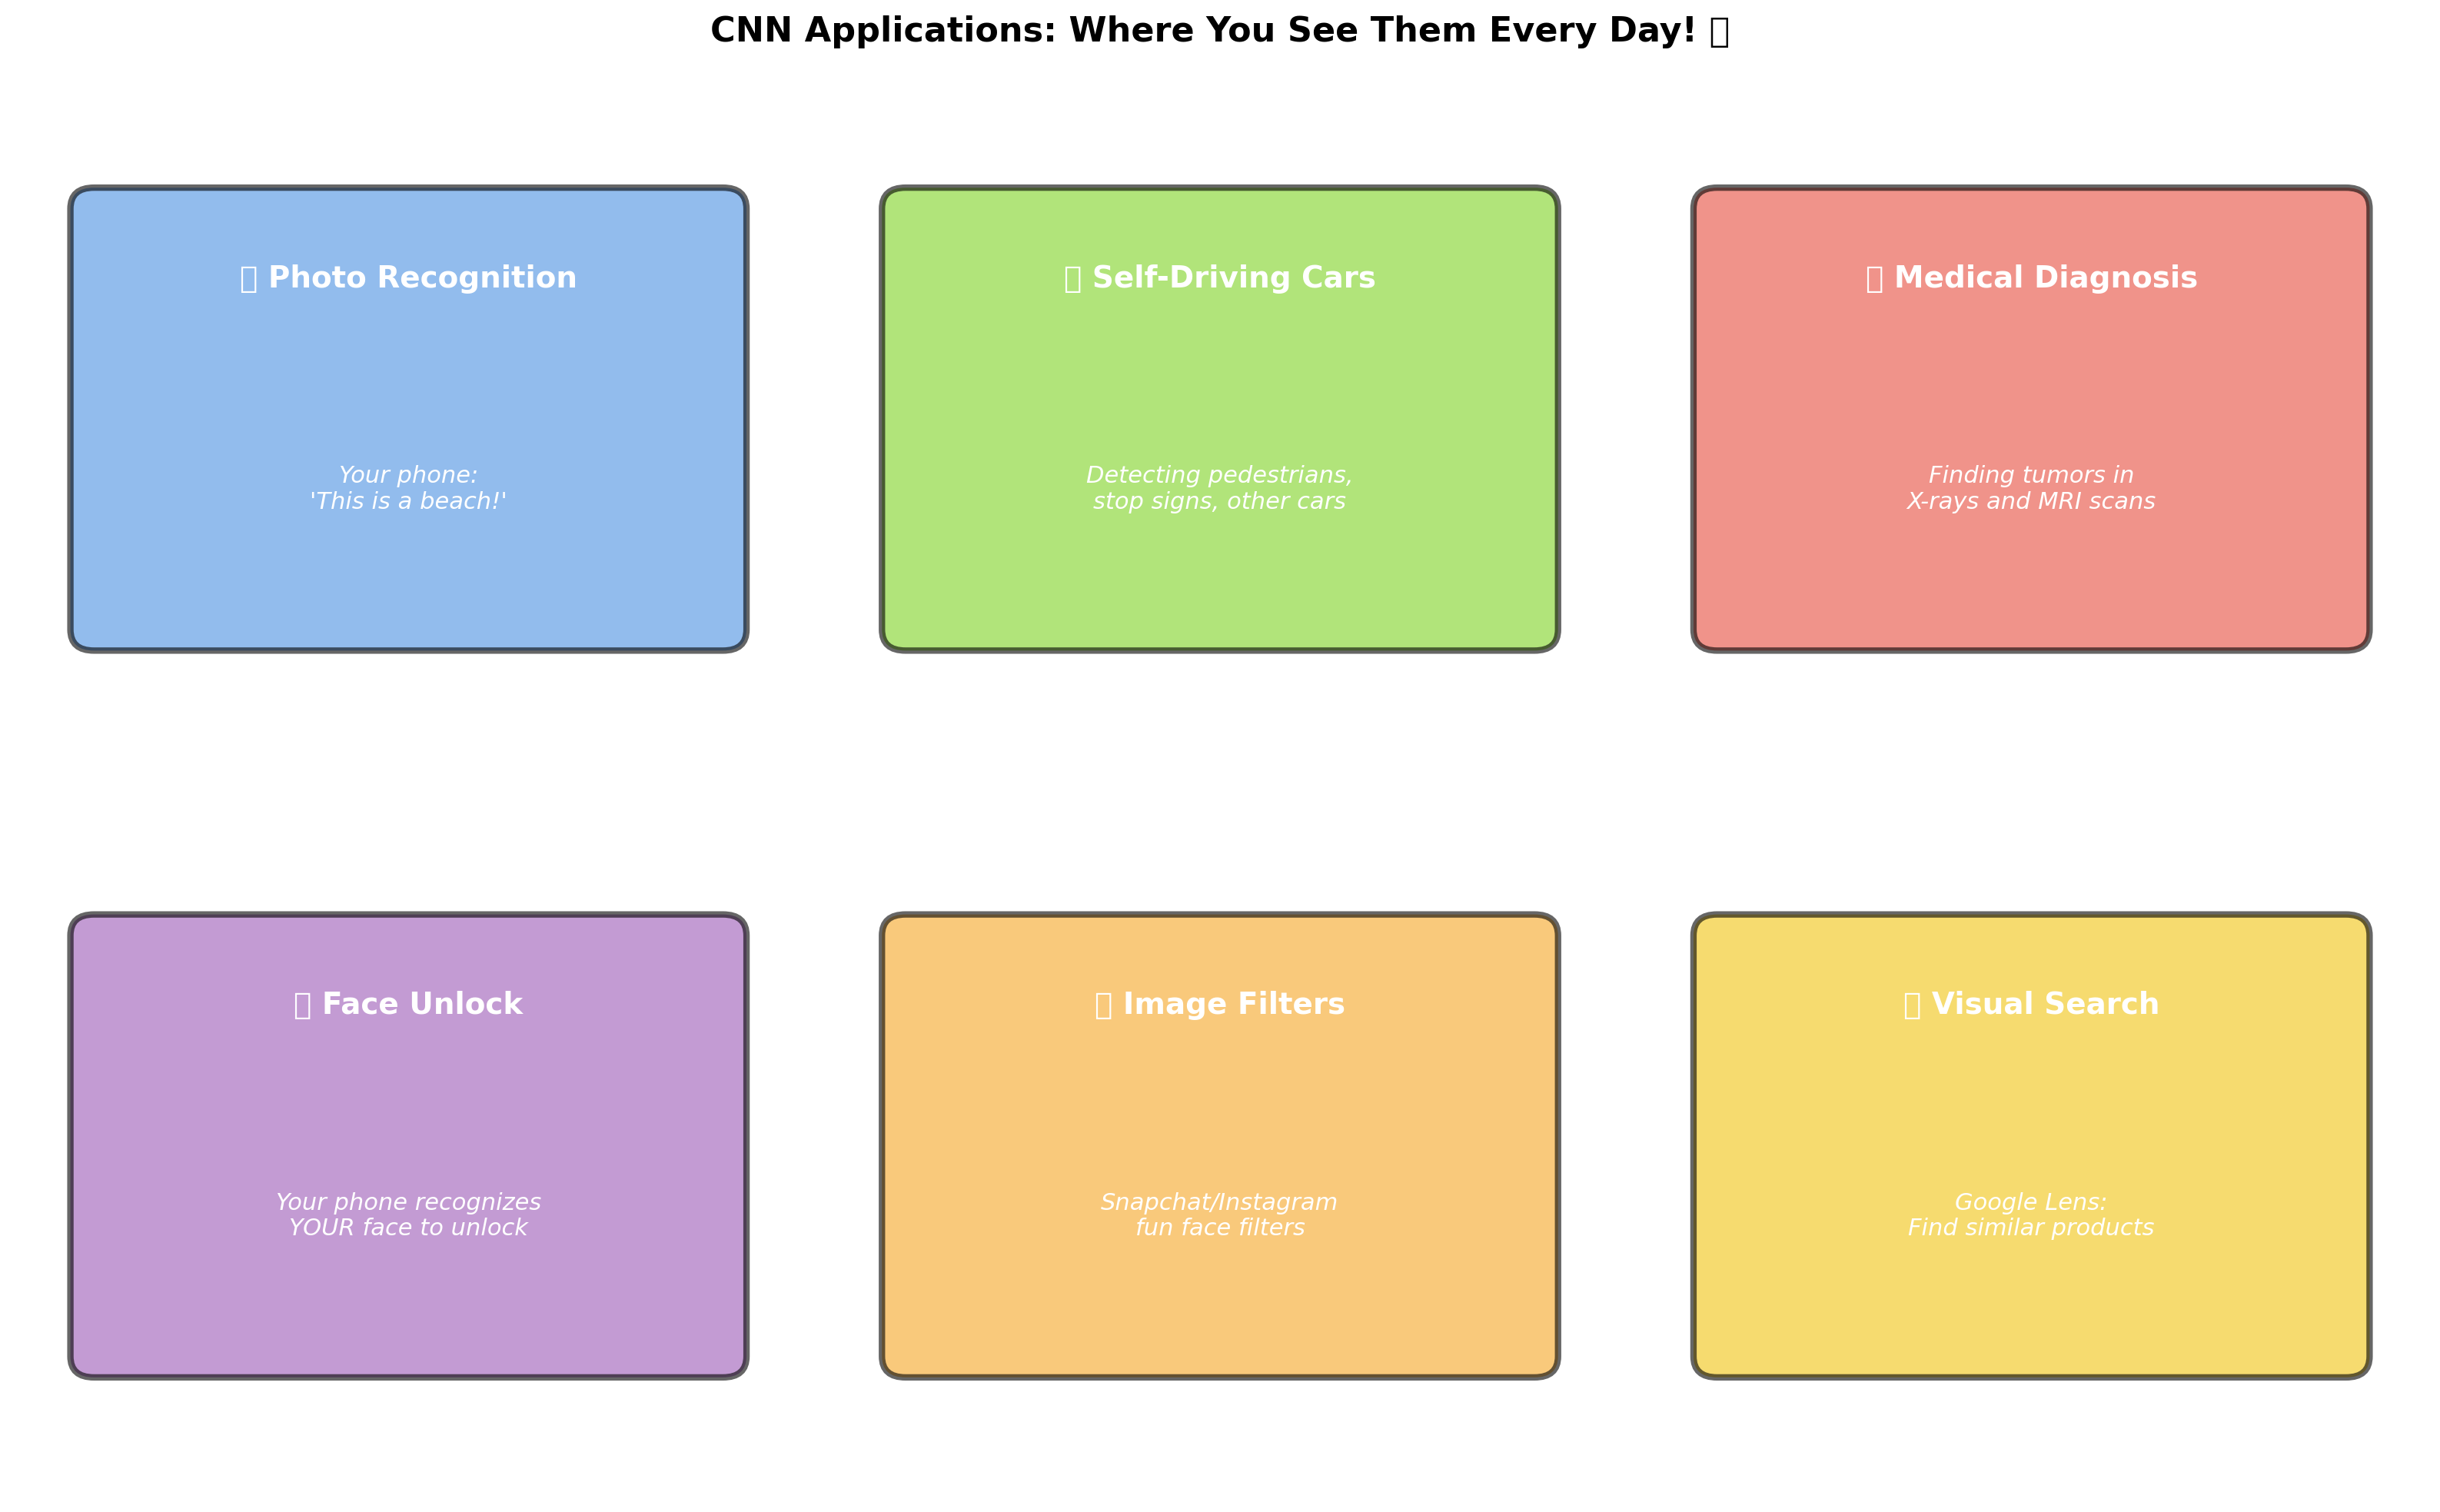 CNN Applications: Where You See Them Every Day!
Photo Recognition
Your phone:
'This is a beach!'
Self-Driving Cars
Detecting pedestrians,
stop signs, other cars
Medical Diagnosis
Finding tumors in
X-rays and MRI scans
Face Unlock
Your phone recognizes
YOUR face to unlock
Image Filters
Snapchat/Instagram
fun face filters
Visual Search
Google Lens:
Find similar products